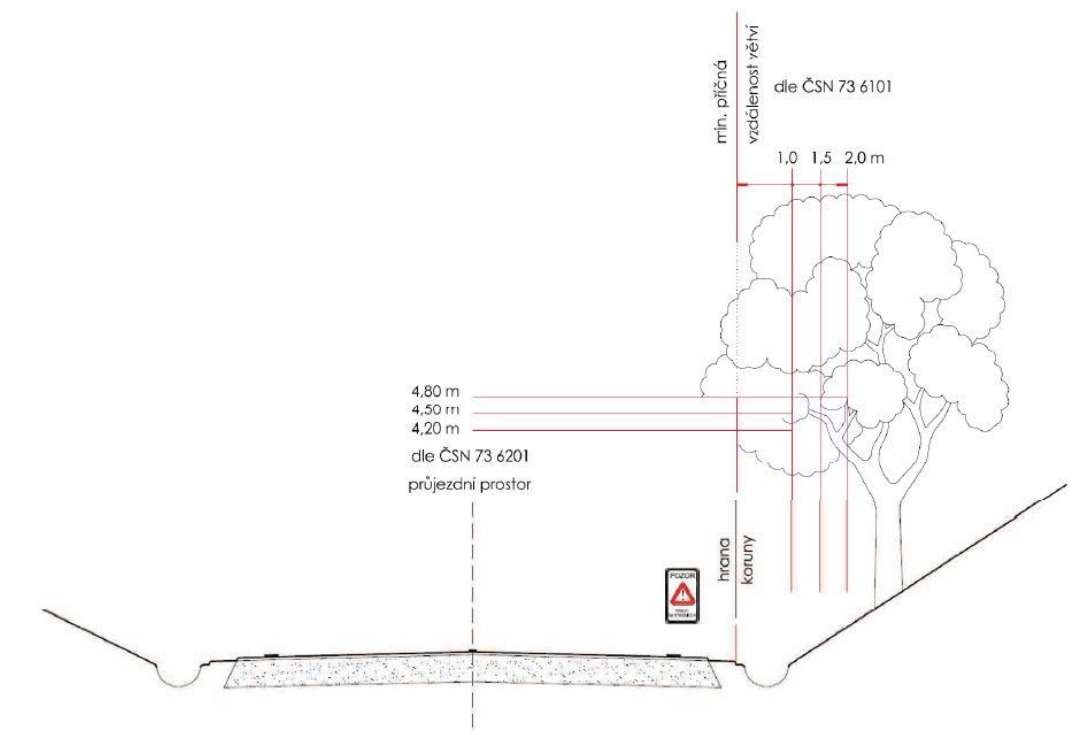 min. příčná
vzdálenost větví
dle ČSN 73 6101
1,0 1,5 2,0 m
4,80 m
4,50 m
4,20 m
dle ČSN 73 6201
průjezdní prostor
hrana
koruny
POZOR